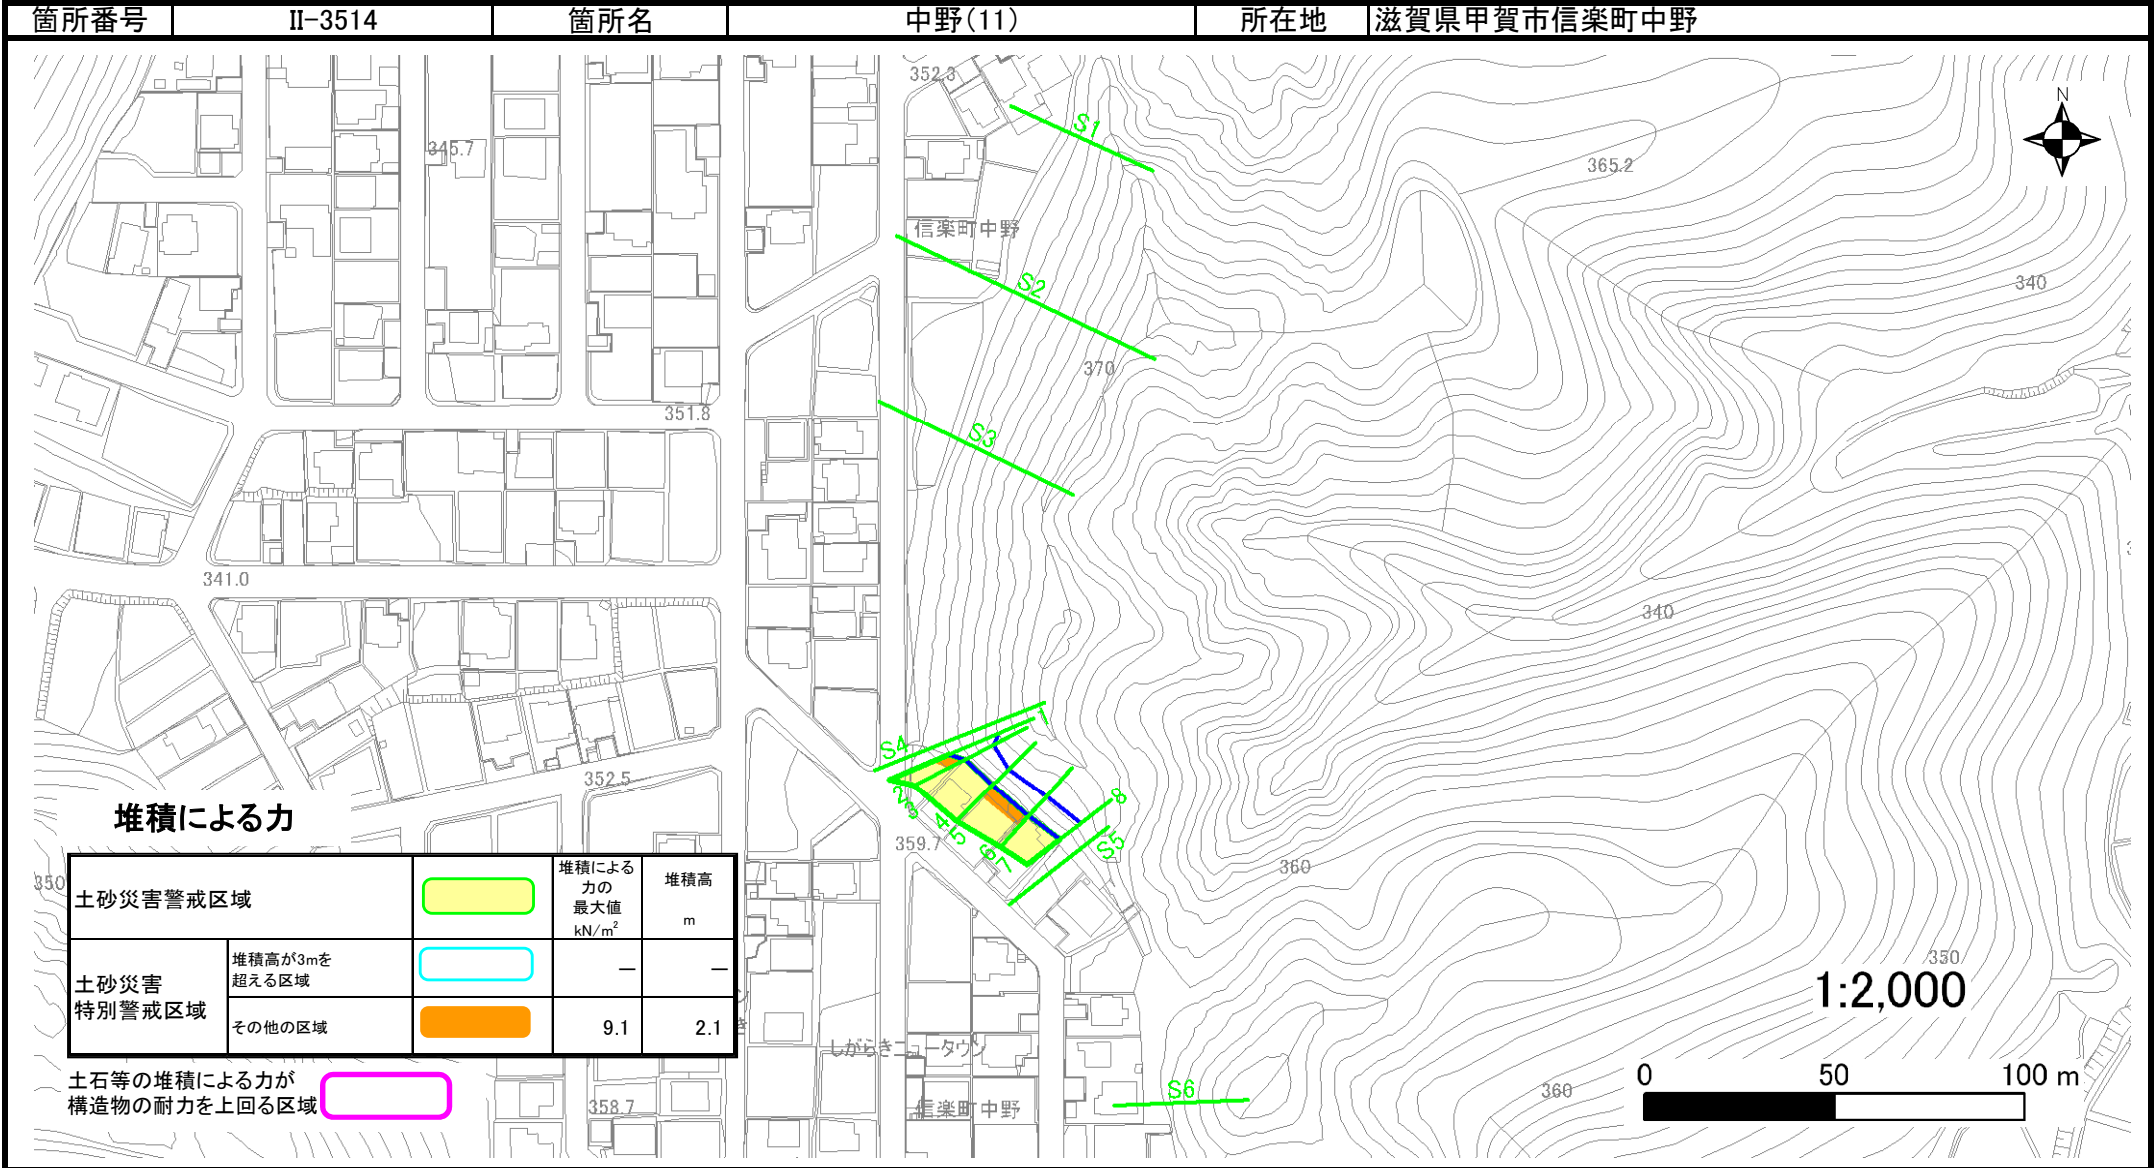 箇所番号 II-3514 箇所名 中野(11) 所在地 滋賀県甲賀市信楽町中野
352.3
N
S1
345.7
365.2
信楽町中野
S2
340
370
351.8
S3
341.0
340
1
S4
352.5
2
3
4
5
6
7
8
S5
359.7
360
堆積による力
350
土砂災害警戒区域
堆積による
力の
最大値
kN/m²
堆積高
m
土砂災害
特別警戒区域
堆積高が3mを
超える区域
— —
その他の区域
9.1 2.1
土石等の堆積による力が
構造物の耐力を上回る区域
358.7
しがらきニュータウン
信楽町中野
S6
350
360
1:2,000
0 50 100 m